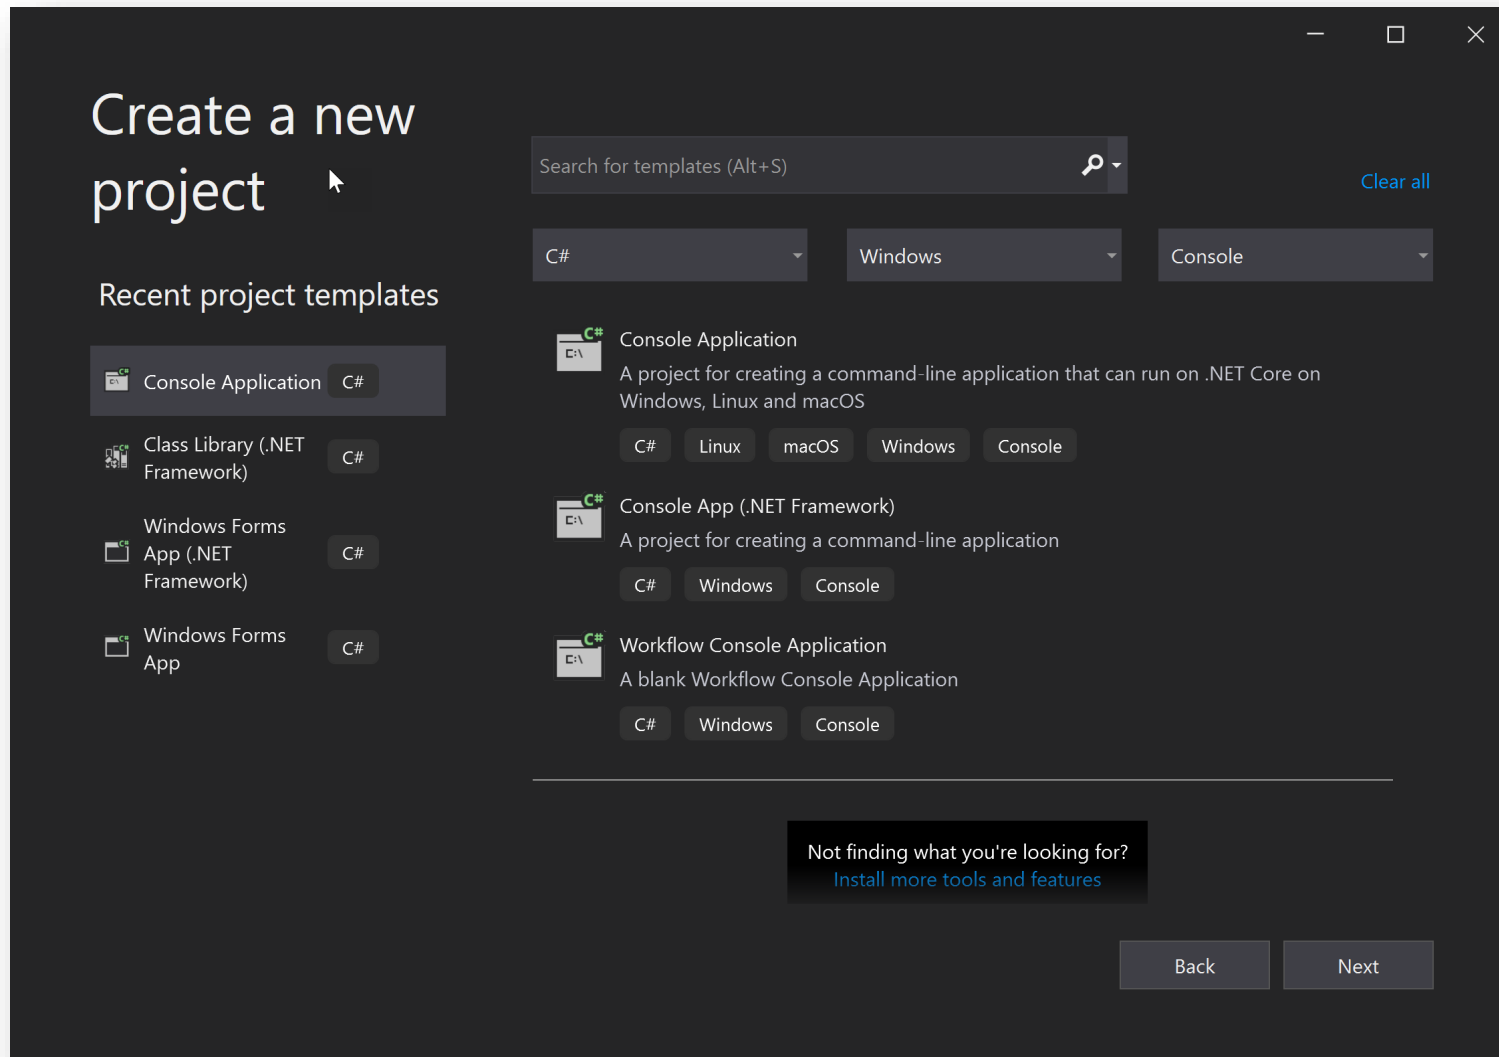 Create a new
project
Search for templates (Alt+S)
Clear all
C#
Windows
Console
Recent project templates
Console Application C#
Class Library (.NET
Framework)
C#
Windows Forms
App (.NET
Framework)
C#
Windows Forms
App
C#
Console Application
A project for creating a command-line application that can run on .NET Core on
Windows, Linux and macOS
C# Linux macOS Windows Console
Console App (.NET Framework)
A project for creating a command-line application
C# Windows Console
Workflow Console Application
A blank Workflow Console Application
C# Windows Console
Not finding what you're looking for?
Install more tools and features
Back
Next